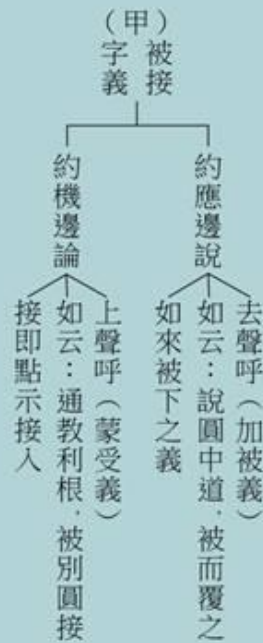 （甲）被接
字義
約應邊說
去聲呼（加被義）
如云：說圓中道．被而覆之
如來被下之義
約機邊論
上聲呼（蒙受義）
如云：通教利根．被別圓接
接即點示接入